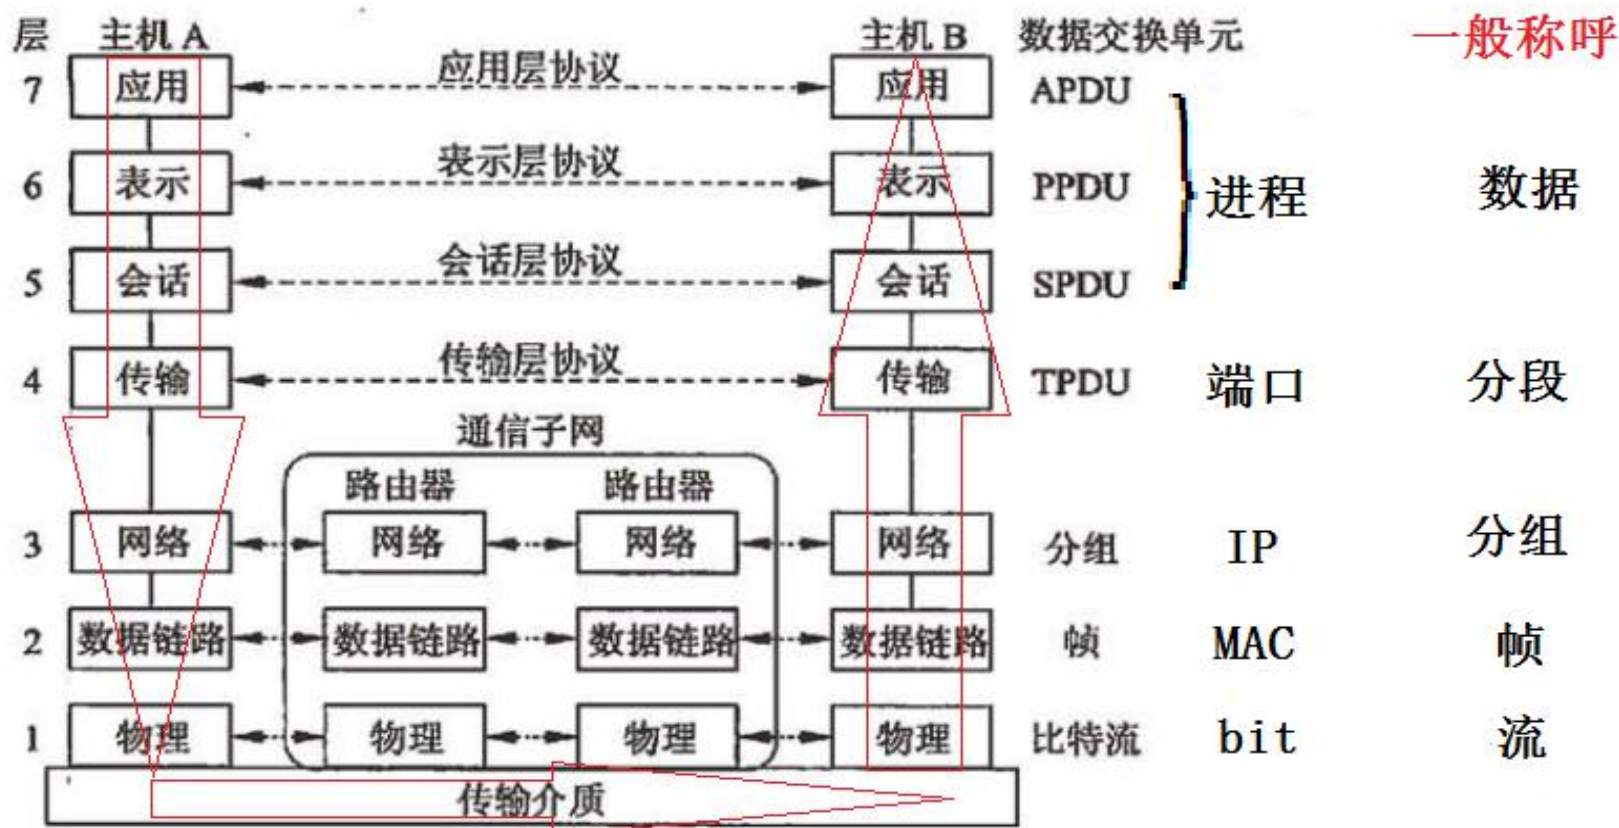 层 主机 A 主机 B 数据交换单元 一般称呼
7 应用 应用层协议 应用 APDU
6 表示 表示层协议 表示 PPDU 进程 数据
5 会话 会话层协议 会话 SPDU
4 传输 传输层协议 传输 TPDU 端口 分段
通信子网
路由器 路由器
3 网络 网络 网络 网络 分组 IP 分组
2 数据链路 数据链路 数据链路 数据链路 帧 MAC 帧
1 物理 物理 物理 物理 比特流 bit 流
传输介质